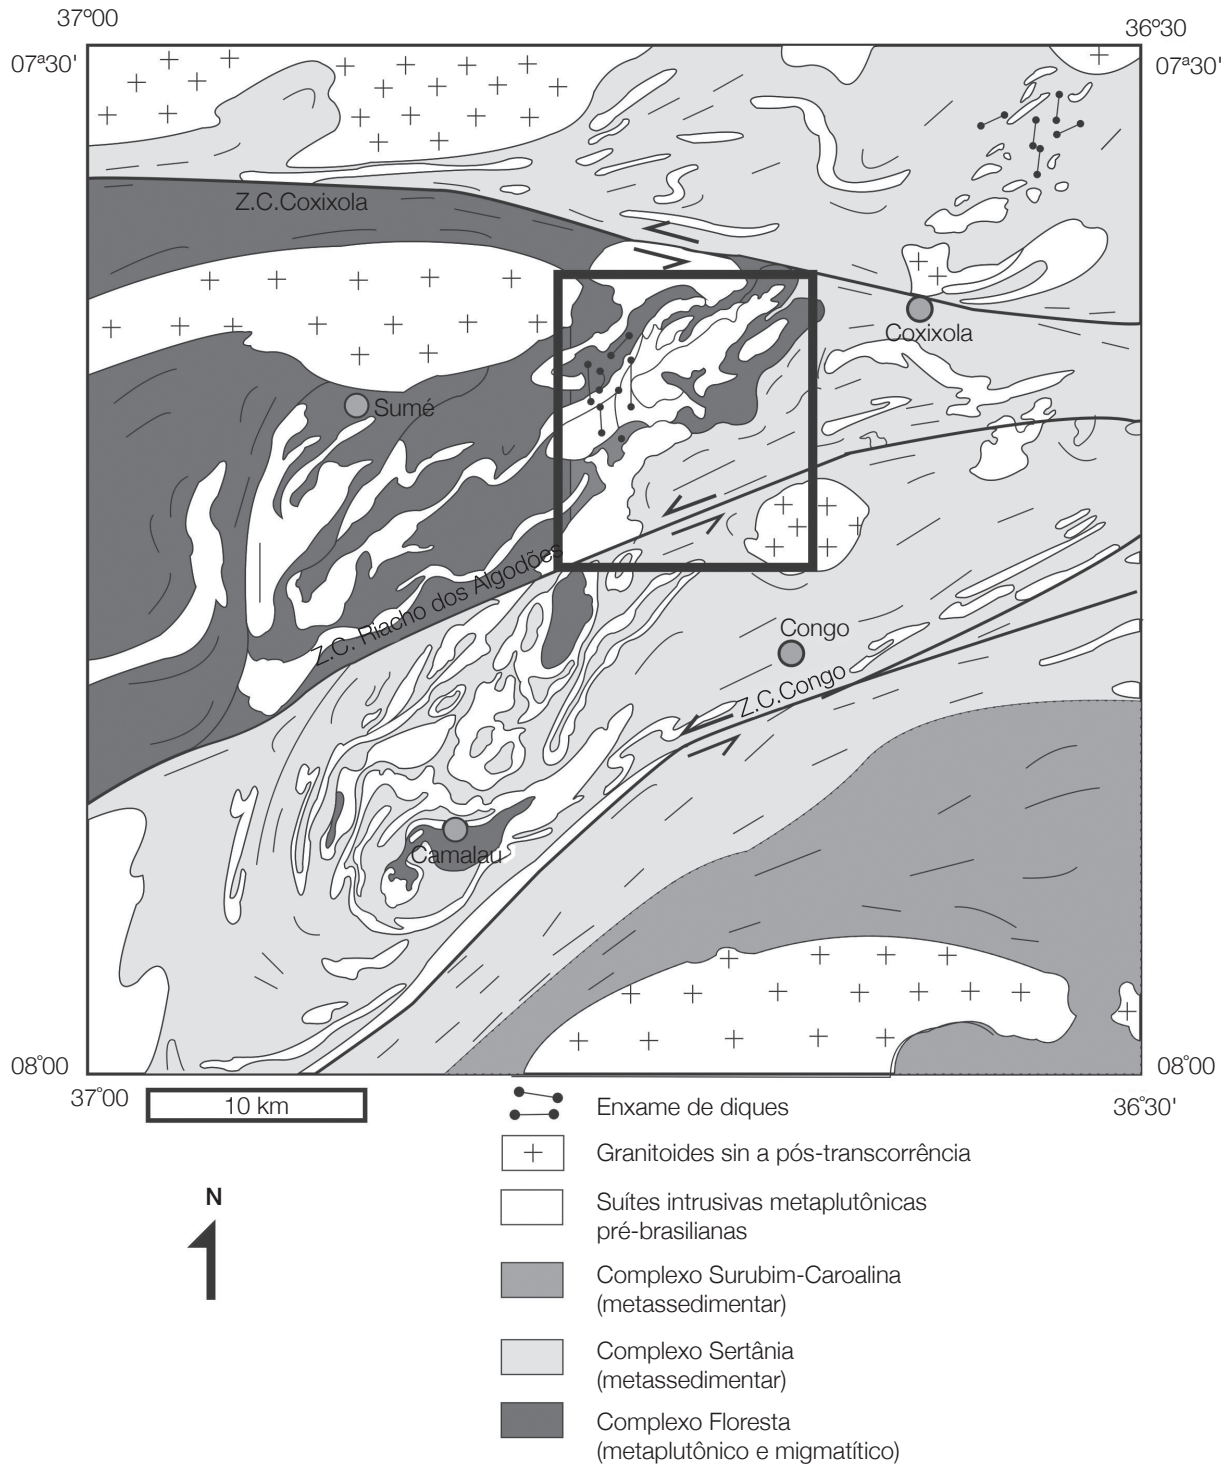 37º00
36º30
07ª30'
07ª30'
Z.C.Coxixola
Coxixola
Sumé
Z.C. Riacho dos Algodões
Congo
Z.C.Congo
Camalau
08°00
08°00
37°00
10 km
36°30'
N
Enxame de diques
Granitoides sin a pós-transcorrência
Suítes intrusivas metaplutônicas
pré-brasilianas
Complexo Surubim-Caroalina
(metassedimentar)
Complexo Sertânia
(metassedimentar)
Complexo Floresta
(metaplutônico e migmatítico)